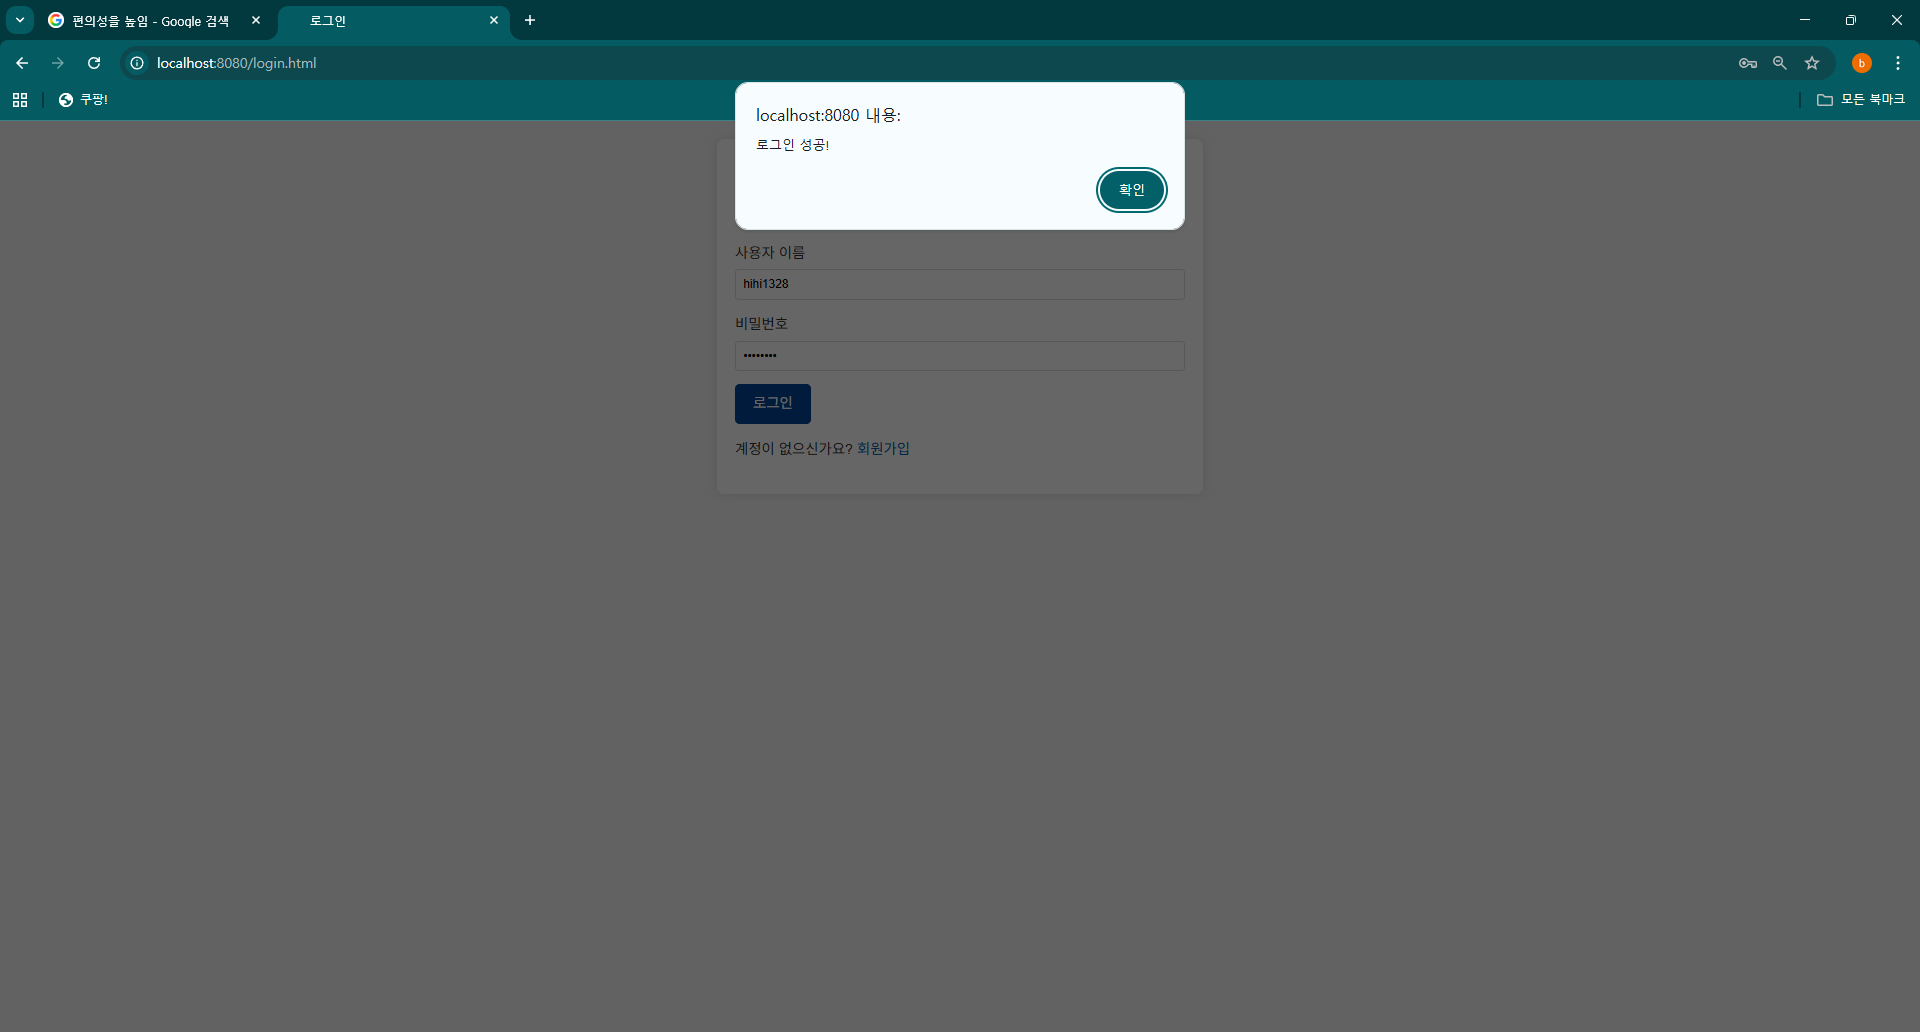 편의성을 높임 - Google 검색
로그인
localhost:8080/login.html
b
쿠팡!
모든 북마크
localhost:8080 내용:
로그인 성공!
확인
사용자 이름
hihi1328
비밀번호
••••••••
로그인
계정이 없으신가요? 회원가입